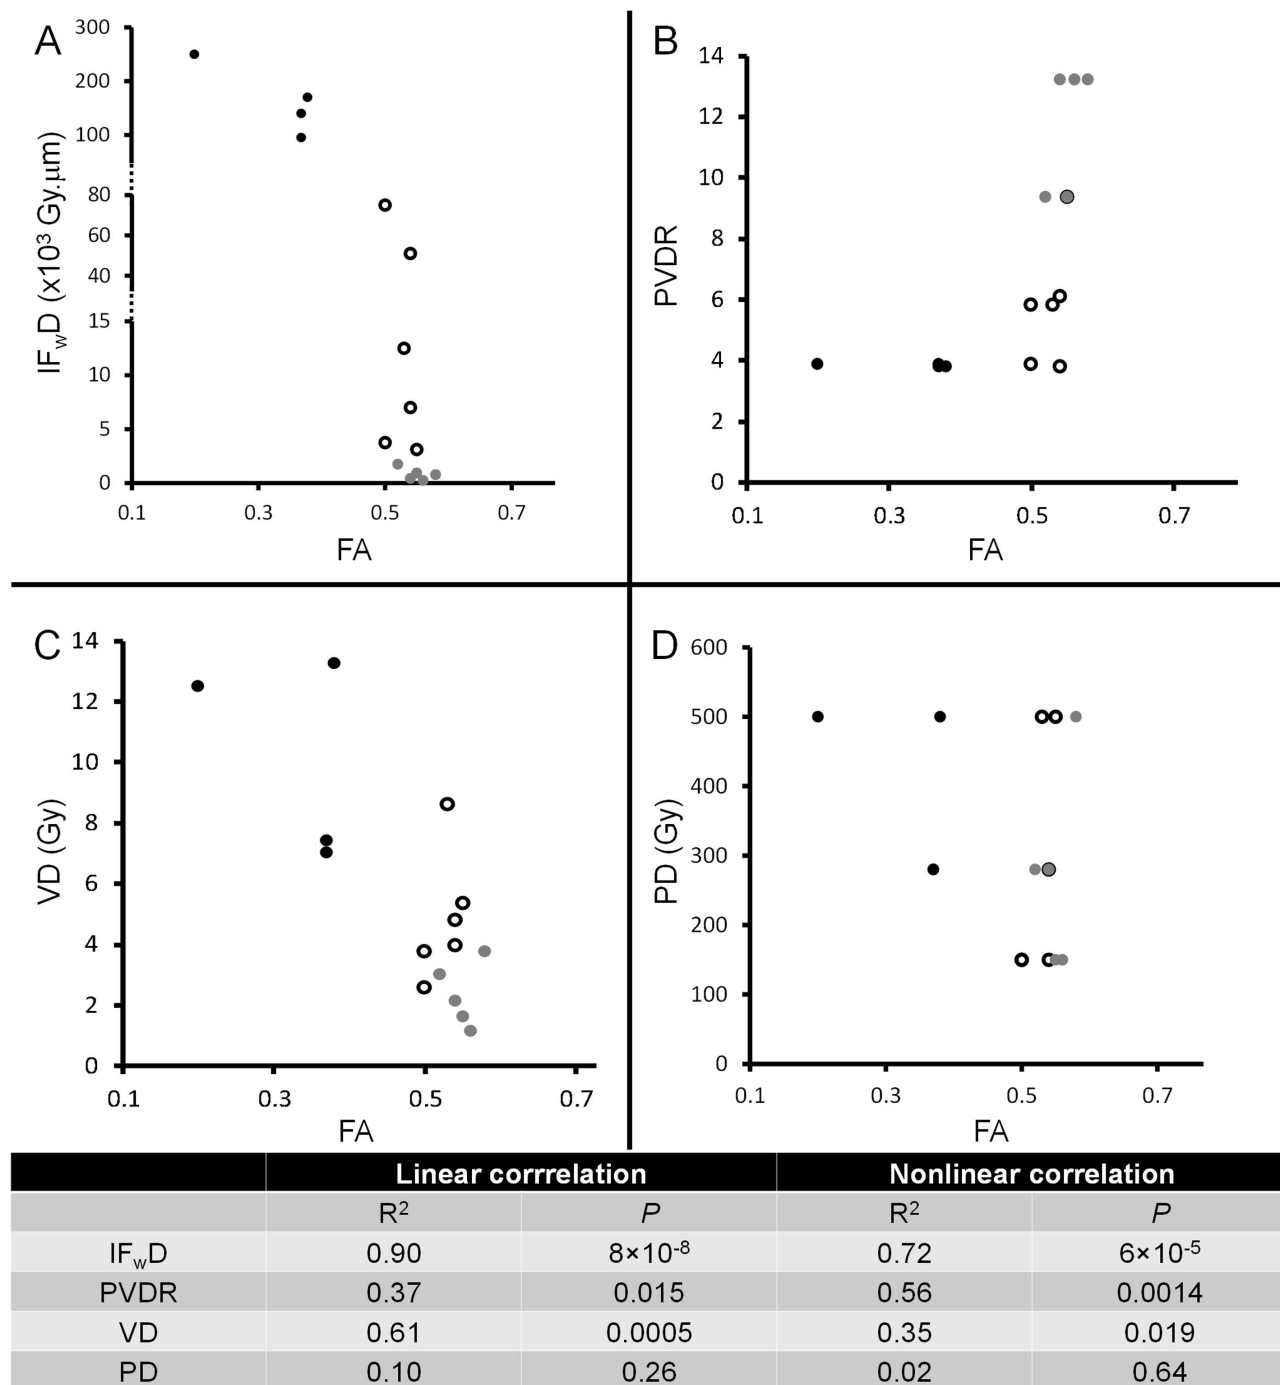 A
300
200
100
80
60
40
15
10
5
0
0.1 0.3 0.5 0.7
FA
IFwD (x10³ Gy.µm)
B
14
12
10
8
6
4
2
0
0.1 0.3 0.5 0.7
FA
PVDR
C
14
12
10
8
6
4
2
0
0.1 0.3 0.5 0.7
FA
VD (Gy)
D
600
500
400
300
200
100
0
0.1 0.3 0.5 0.7
FA
PD (Gy)
Linear corrrelation Nonlinear correlation
R² P R² P
IFwD 0.90 8×10⁻⁸ 0.72 6×10⁻⁵
PVDR 0.37 0.015 0.56 0.0014
VD 0.61 0.0005 0.35 0.019
PD 0.10 0.26 0.02 0.64